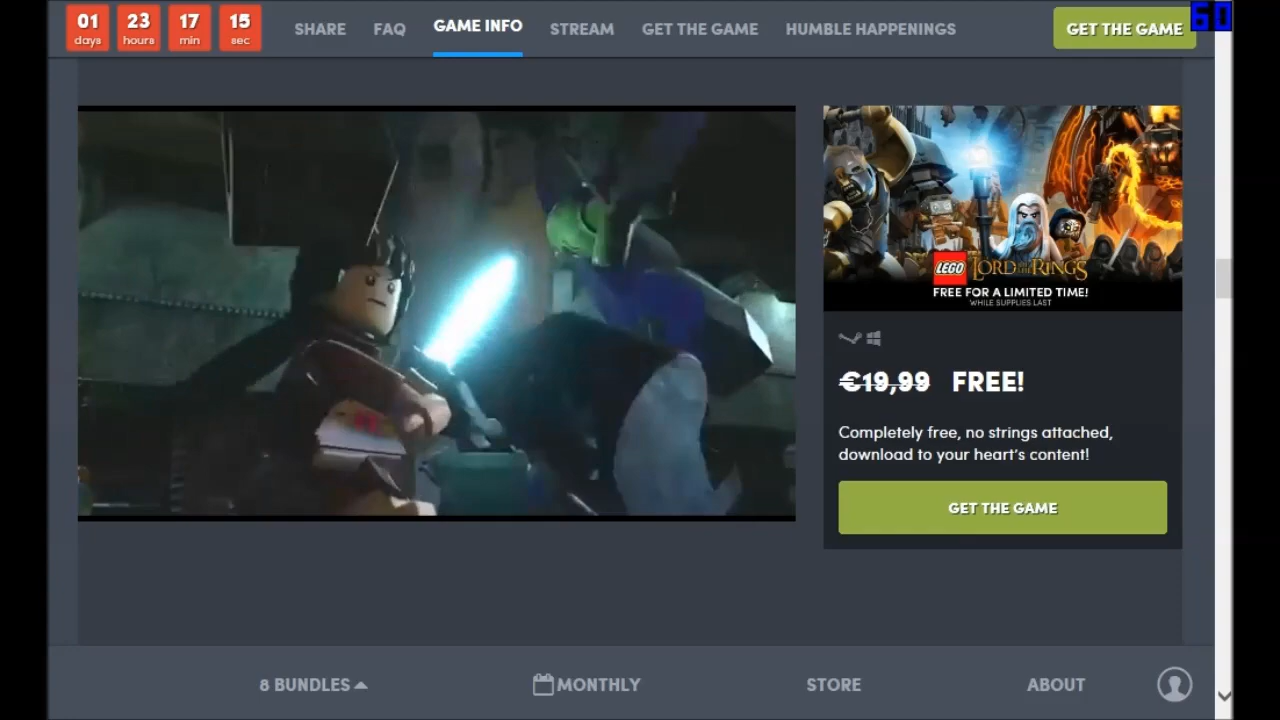 01 days
23 hours
17 min
15 sec
SHARE
FAQ
GAME INFO
STREAM
GET THE GAME
HUMBLE HAPPENINGS
GET THE GAME
60
LEGO THE LORD OF THE RINGS
FREE FOR A LIMITED TIME!
WHILE SUPPLIES LAST
€19,99 FREE!
Completely free, no strings attached,
download to your heart's content!
GET THE GAME
8 BUNDLES
MONTHLY
STORE
ABOUT